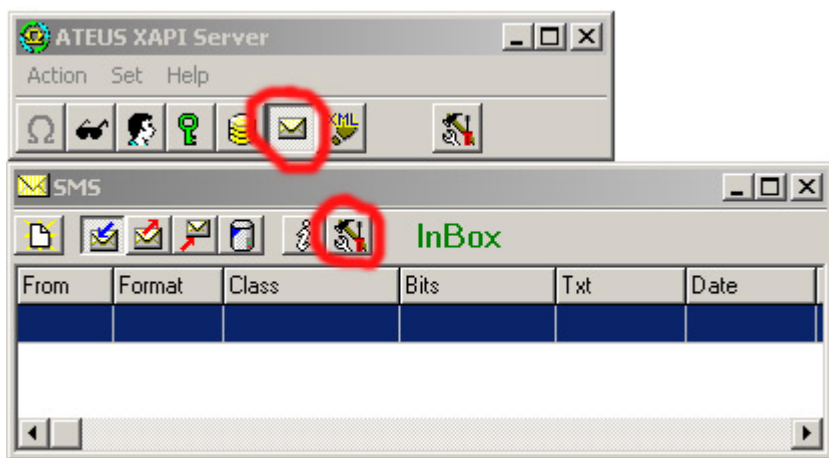 ATEUS XAPI Server
Action Set Help
XML
SMS
InBox
From Format Class Bits Txt Date